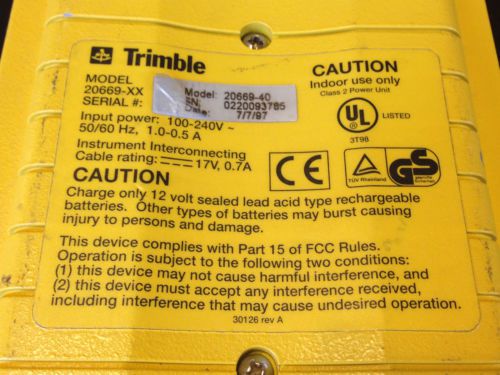 Trimble
MODEL
20669-XX
SERIAL #:
Model: 20669-40
SN: 0220093785
Date: 7/7/97
Input power: 100-240V ~
50/60 Hz, 1.0-0.5 A
Instrument Interconnecting
Cable rating: 17V, 0.7A
CAUTION
Indoor use only
Class 2 Power Unit
UL
LISTED
3T98
CE
TÜV Rheinland
GS
geprüfte
Sicherheit
CAUTION
Charge only 12 volt sealed lead acid type rechargeable
batteries. Other types of batteries may burst causing
injury to persons and damage.
This device complies with Part 15 of FCC Rules.
Operation is subject to the following two conditions:
(1) this device may not cause harmful interference, and
(2) this device must accept any interference received,
including interference that may cause undesired operation.
30126 rev A